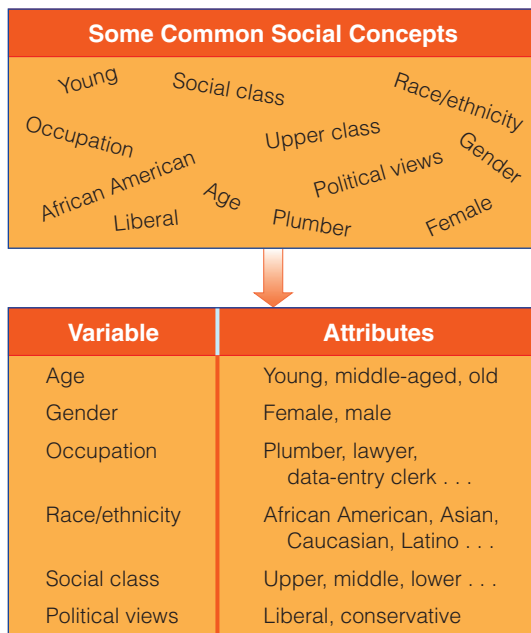 Some Common Social Concepts
Young
Social class
Race/ethnicity
Occupation
Upper class
Gender
African American
Age
Political views
Liberal
Plumber
Female
Variable Attributes
Age Young, middle-aged, old
Gender Female, male
Occupation Plumber, lawyer,
data-entry clerk . . .
Race/ethnicity African American, Asian,
Caucasian, Latino . . .
Social class Upper, middle, lower . . .
Political views Liberal, conservative